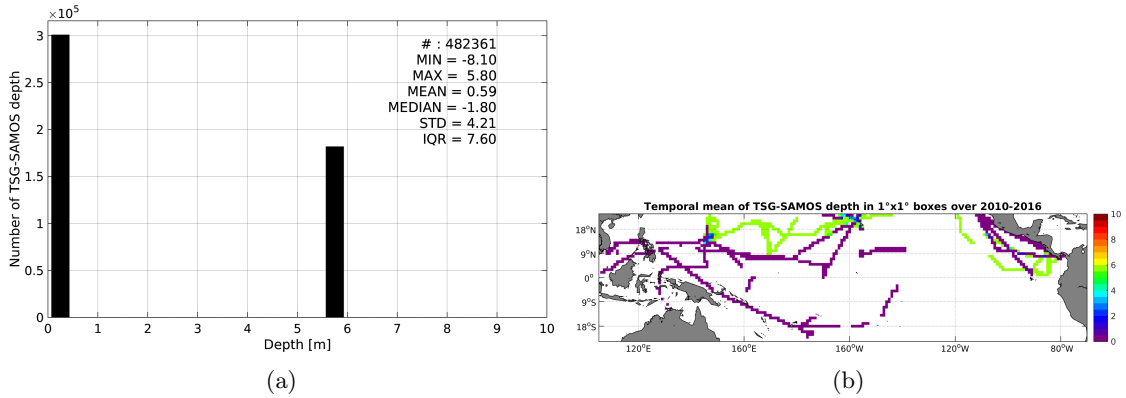 ×10⁵
3
2.5
2
1.5
1
0.5
0
Number of TSG-SAMOS depth
# : 482361
MIN = -8.10
MAX = 5.80
MEAN = 0.59
MEDIAN = -1.80
STD = 4.21
IQR = 7.60
0 1 2 3 4 5 6 7 8 9 10
Depth [m]
(a)
Temporal mean of TSG-SAMOS depth in 1°x1° boxes over 2010-2016
18°N
9°N
0°
9°S
18°S
120°E 160°E 160°W 120°W 80°W
10
8
7
6
5
4
3
2
0
(b)